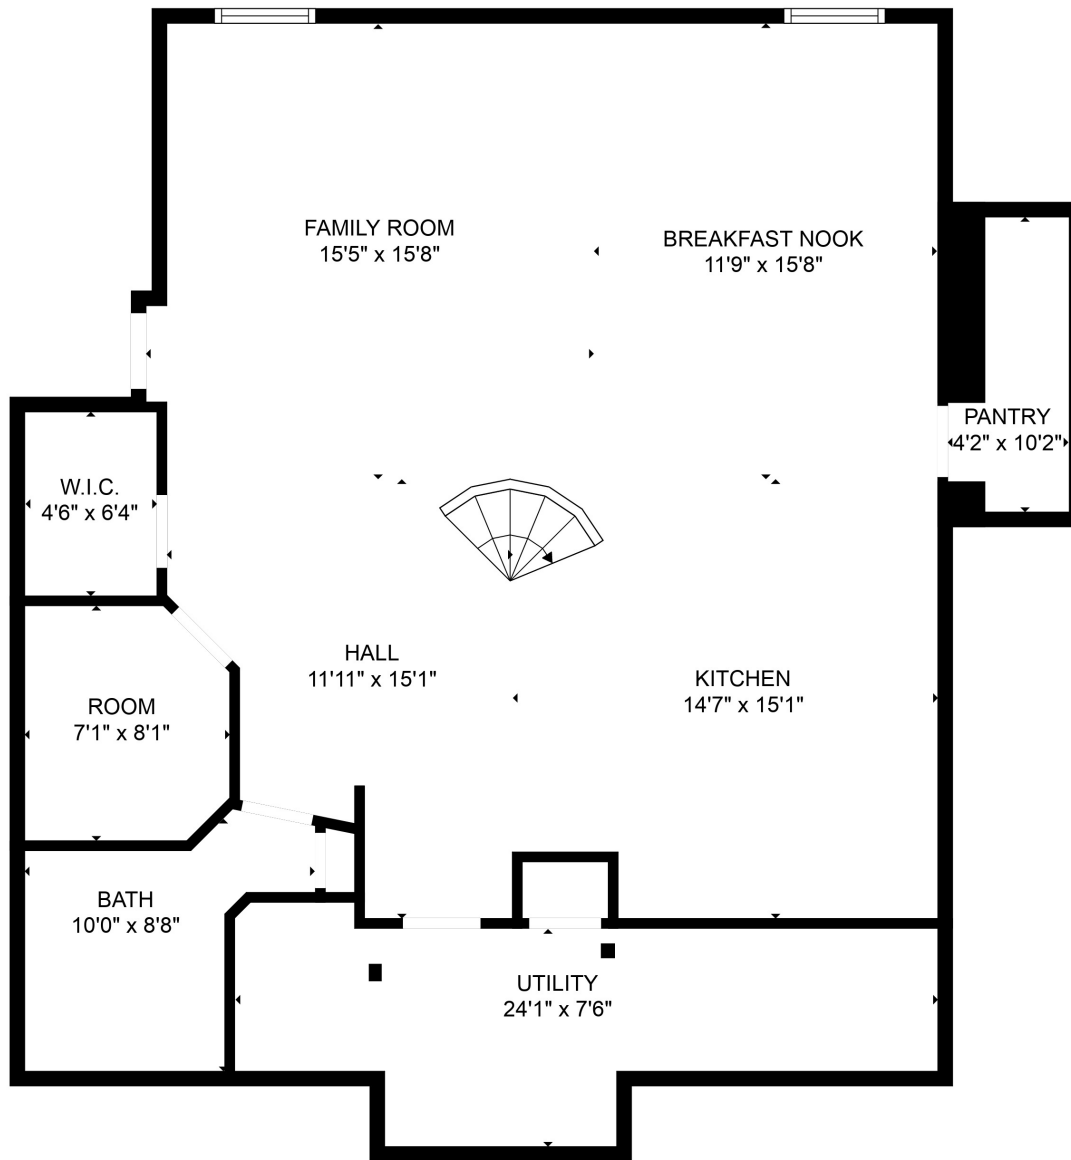 FAMILY ROOM
15'5" x 15'8"
BREAKFAST NOOK
11'9" x 15'8"
PANTRY
4'2" x 10'2"
W.I.C.
4'6" x 6'4"
HALL
11'11" x 15'1"
KITCHEN
14'7" x 15'1"
ROOM
7'1" x 8'1"
BATH
10'0" x 8'8"
UTILITY
24'1" x 7'6"